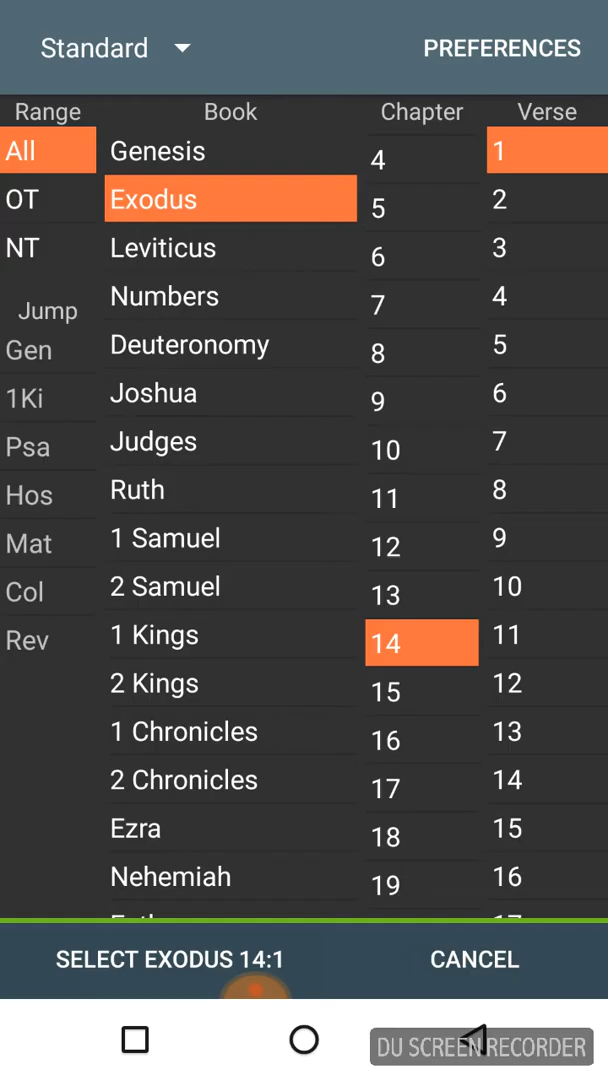 Standard PREFERENCES
Range Book Chapter Verse
All Genesis 4 1
OT Exodus 5 2
NT Leviticus 6 3
Numbers 7 4
Jump
Gen Deuteronomy 8 5
1Ki Joshua 9 6
Psa Judges 10 7
Hos Ruth 11 8
Mat 1 Samuel 12 9
Col 2 Samuel 13 10
Rev 1 Kings 14 11
2 Kings 15 12
1 Chronicles 16 13
2 Chronicles 17 14
Ezra 18 15
Nehemiah 19 16
SELECT EXODUS 14:1 CANCEL
DU SCREEN RECORDER